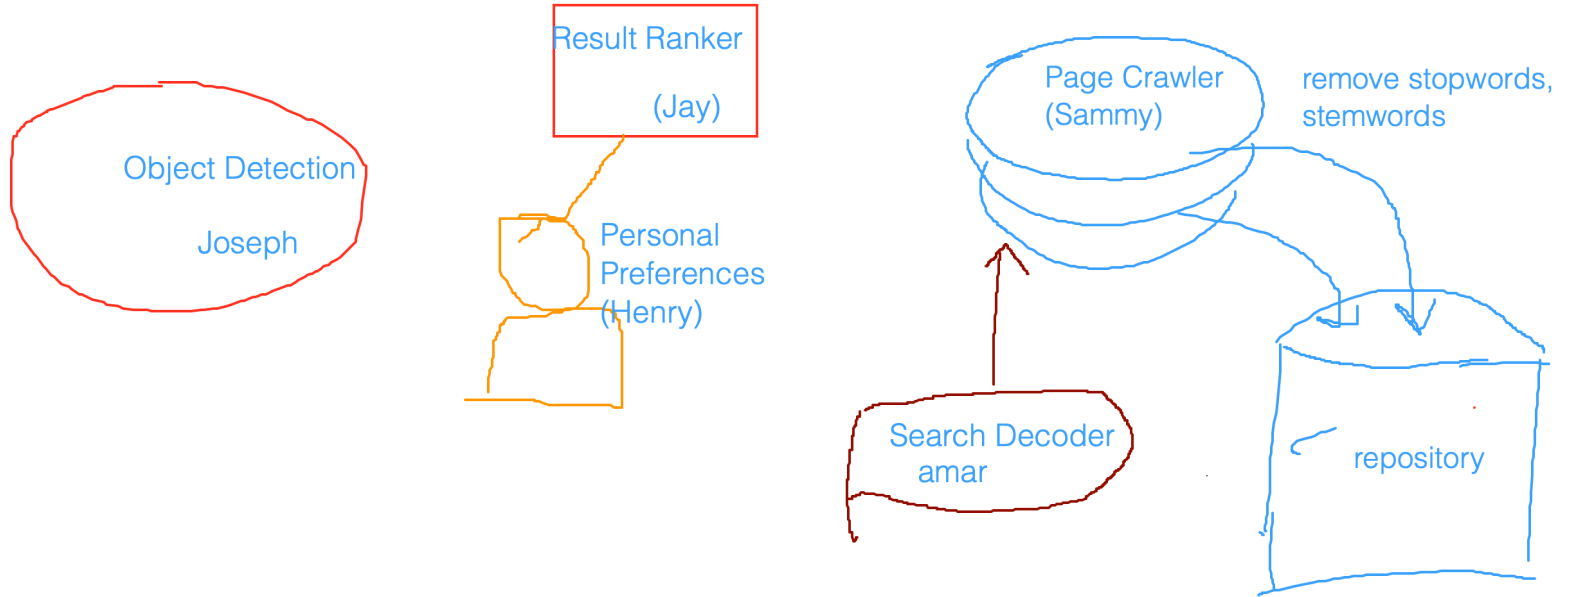 Object Detection
Joseph
Result Ranker
(Jay)
Personal
Preferences
(Henry)
Page Crawler
(Sammy)
remove stopwords,
stemwords
Search Decoder
amar
repository